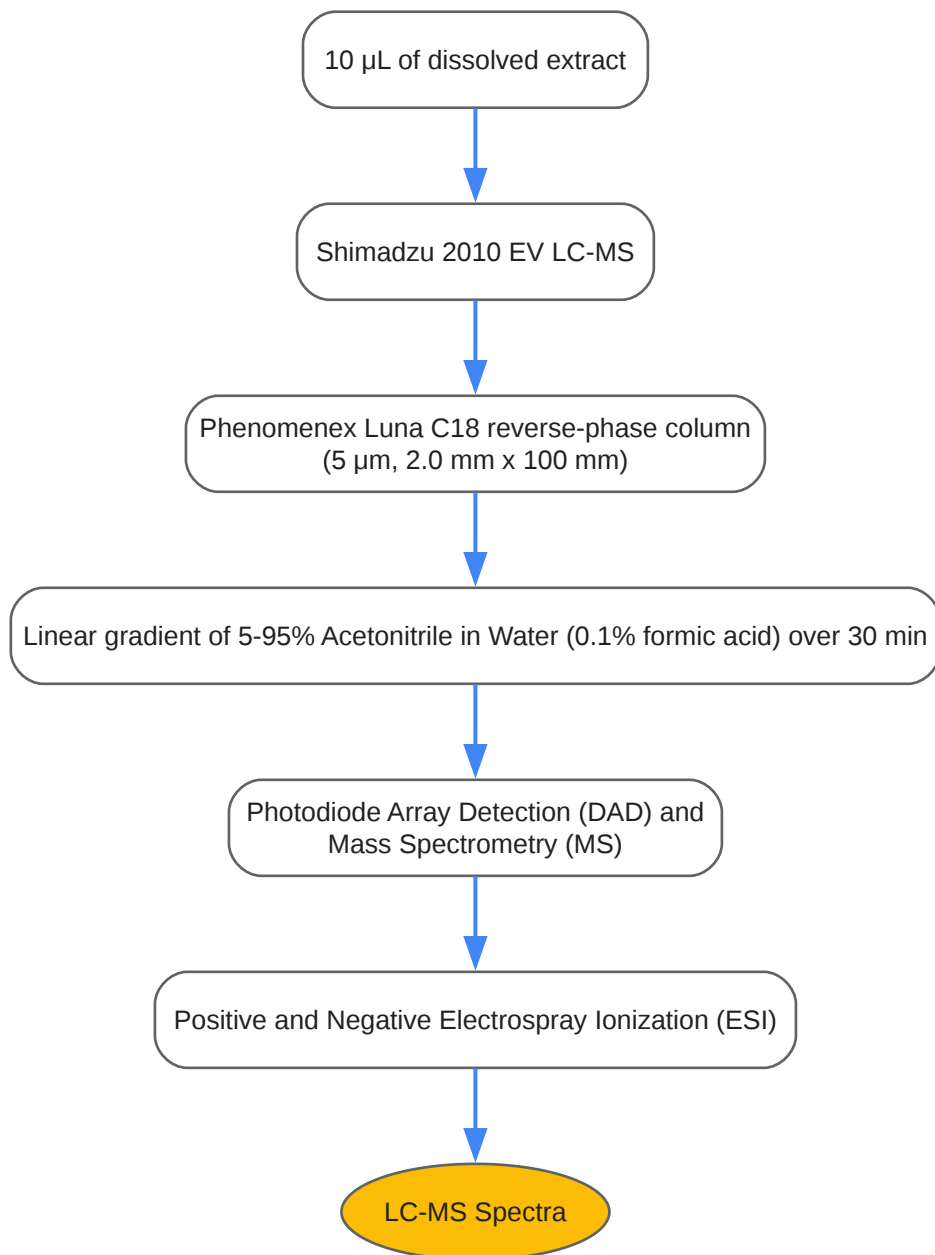 10 μL of dissolved extract
Shimadzu 2010 EV LC-MS
Phenomenex Luna C18 reverse-phase column
(5 μm, 2.0 mm x 100 mm)
Linear gradient of 5-95% Acetonitrile in Water (0.1% formic acid) over 30 min
Photodiode Array Detection (DAD) and
Mass Spectrometry (MS)
Positive and Negative Electrospray Ionization (ESI)
LC-MS Spectra